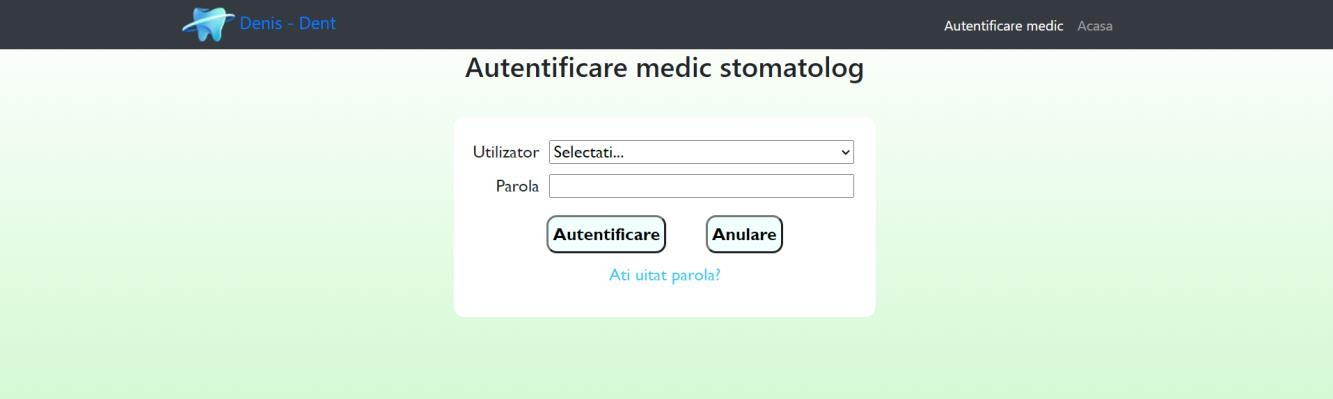 Denis - Dent
Autentificare medic Acasa
Autentificare medic stomatolog
Utilizator Selectati...
Parola
Autentificare Anulare
Ati uitat parola?